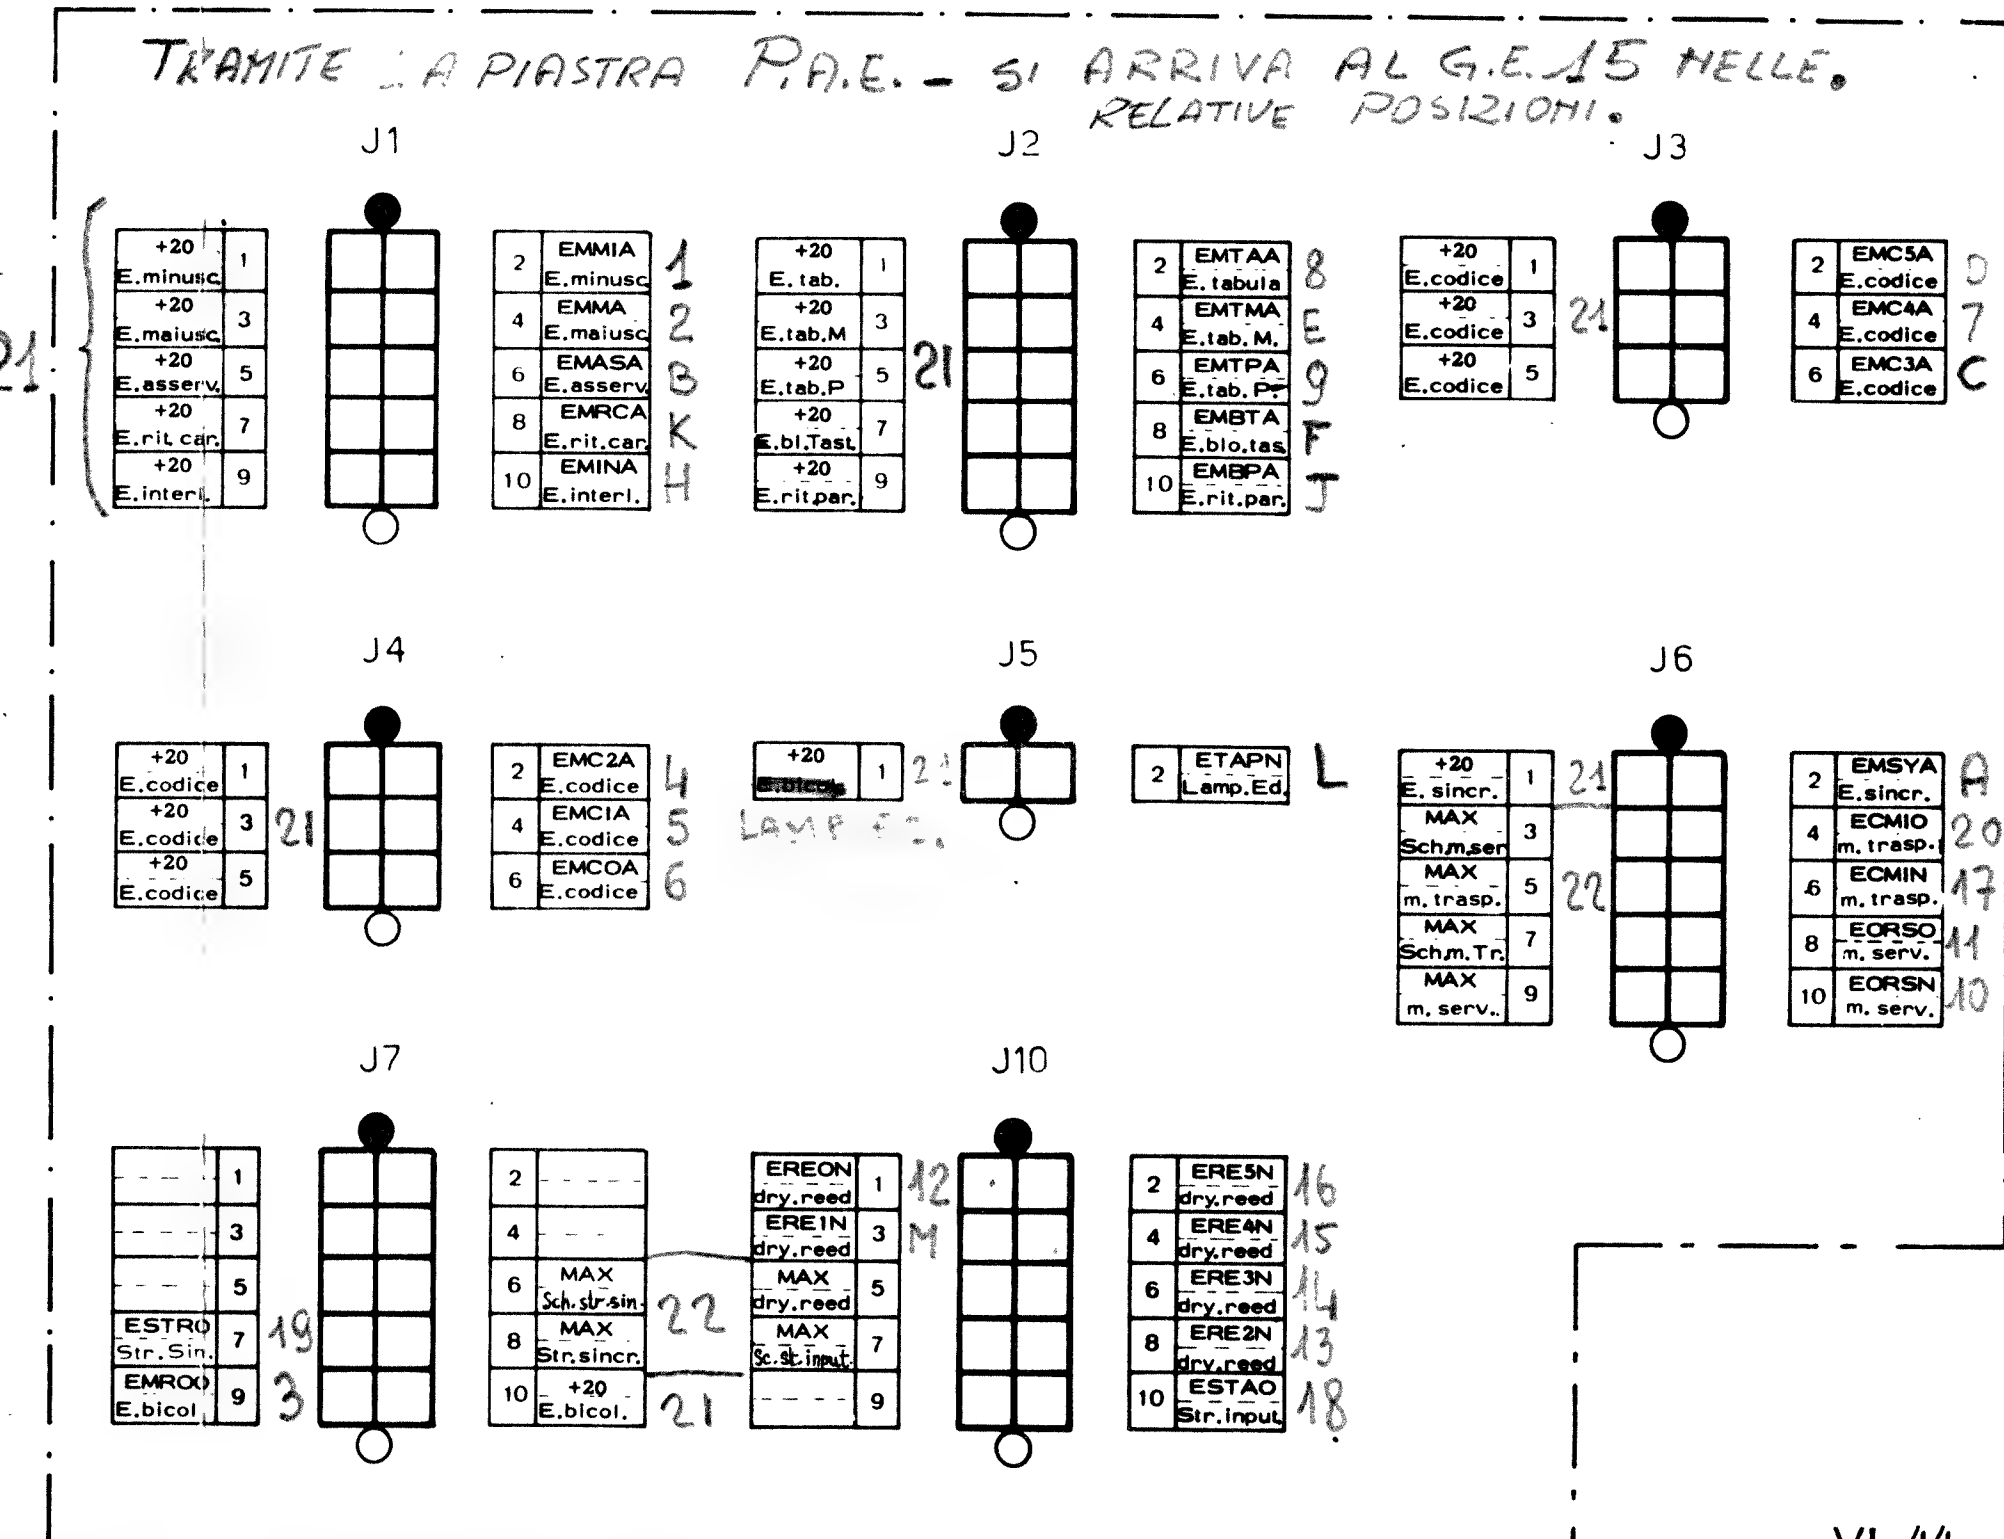 TRAMITE LA PIASTRA P.A.E. - SI ARRIVA AL G.E.15 NELLE.
RELATIVE POSIZIONI.
J1
21
+20 E.minusc. 1
+20 E.maiusc. 3
+20 E.asserv. 5
+20 E.rit.car. 7
+20 E.interl. 9
2 EMMIA E.minusc 1
4 EMMA E.maiusc 2
6 EMASA E.asserv. B
8 EMRCA E.rit.car. K
10 EMINA E.interl. H
J2
+20 E.tab. 1
+20 E.tab.M 3
+20 E.tab.P 5
+20 E.bl.Tast. 7
+20 E.rit.par. 9
21
2 EMTAA E.tabula 8
4 EMTMA E.tab.M. E
6 EMTPA E.tab.P. 9
8 EMBTA E.blo.tas F
10 EMBPA E.rit.par. J
J3
+20 E.codice 1
+20 E.codice 3
+20 E.codice 5
21
2 EMC5A E.codice D
4 EMC4A E.codice 7
6 EMC3A E.codice C
J4
+20 E.codice 1
+20 E.codice 3
+20 E.codice 5
21
2 EMC2A E.codice 4
4 EMC1A E.codice 5
6 EMCOA E.codice 6
J5
+20 1 21
LAMP ED.
2 ETAPN Lamp.Ed. L
J6
+20 E.sincr. 1 21
MAX Sch.m.ser 3
MAX m.trasp. 5
MAX Sch.m.Tr. 7
MAX m.serv. 9
22
2 EMSYA E.sincr. A
4 ECMIO m.trasp. 20
6 ECMIN m.trasp. 17
8 EORSO m.serv. 11
10 EORSN m.serv. 10
J7
1
3
5
ESTRO Str.Sin. 7 19
EMROO E.bicol 9 3
2
4
6 MAX Sch.str.sin.
8 MAX Str.sincr.
22
10 +20 E.bicol. 21
J10
EREON dry.reed 1 12
ERE1N dry.reed 3 M
MAX dry.reed 5
MAX Sc.st.input 7
9
2 ERE5N dry.reed 16
4 ERE4N dry.reed 15
6 ERE3N dry.reed 14
8 ERE2N dry.reed 13
10 ESTAO Str.input. 18